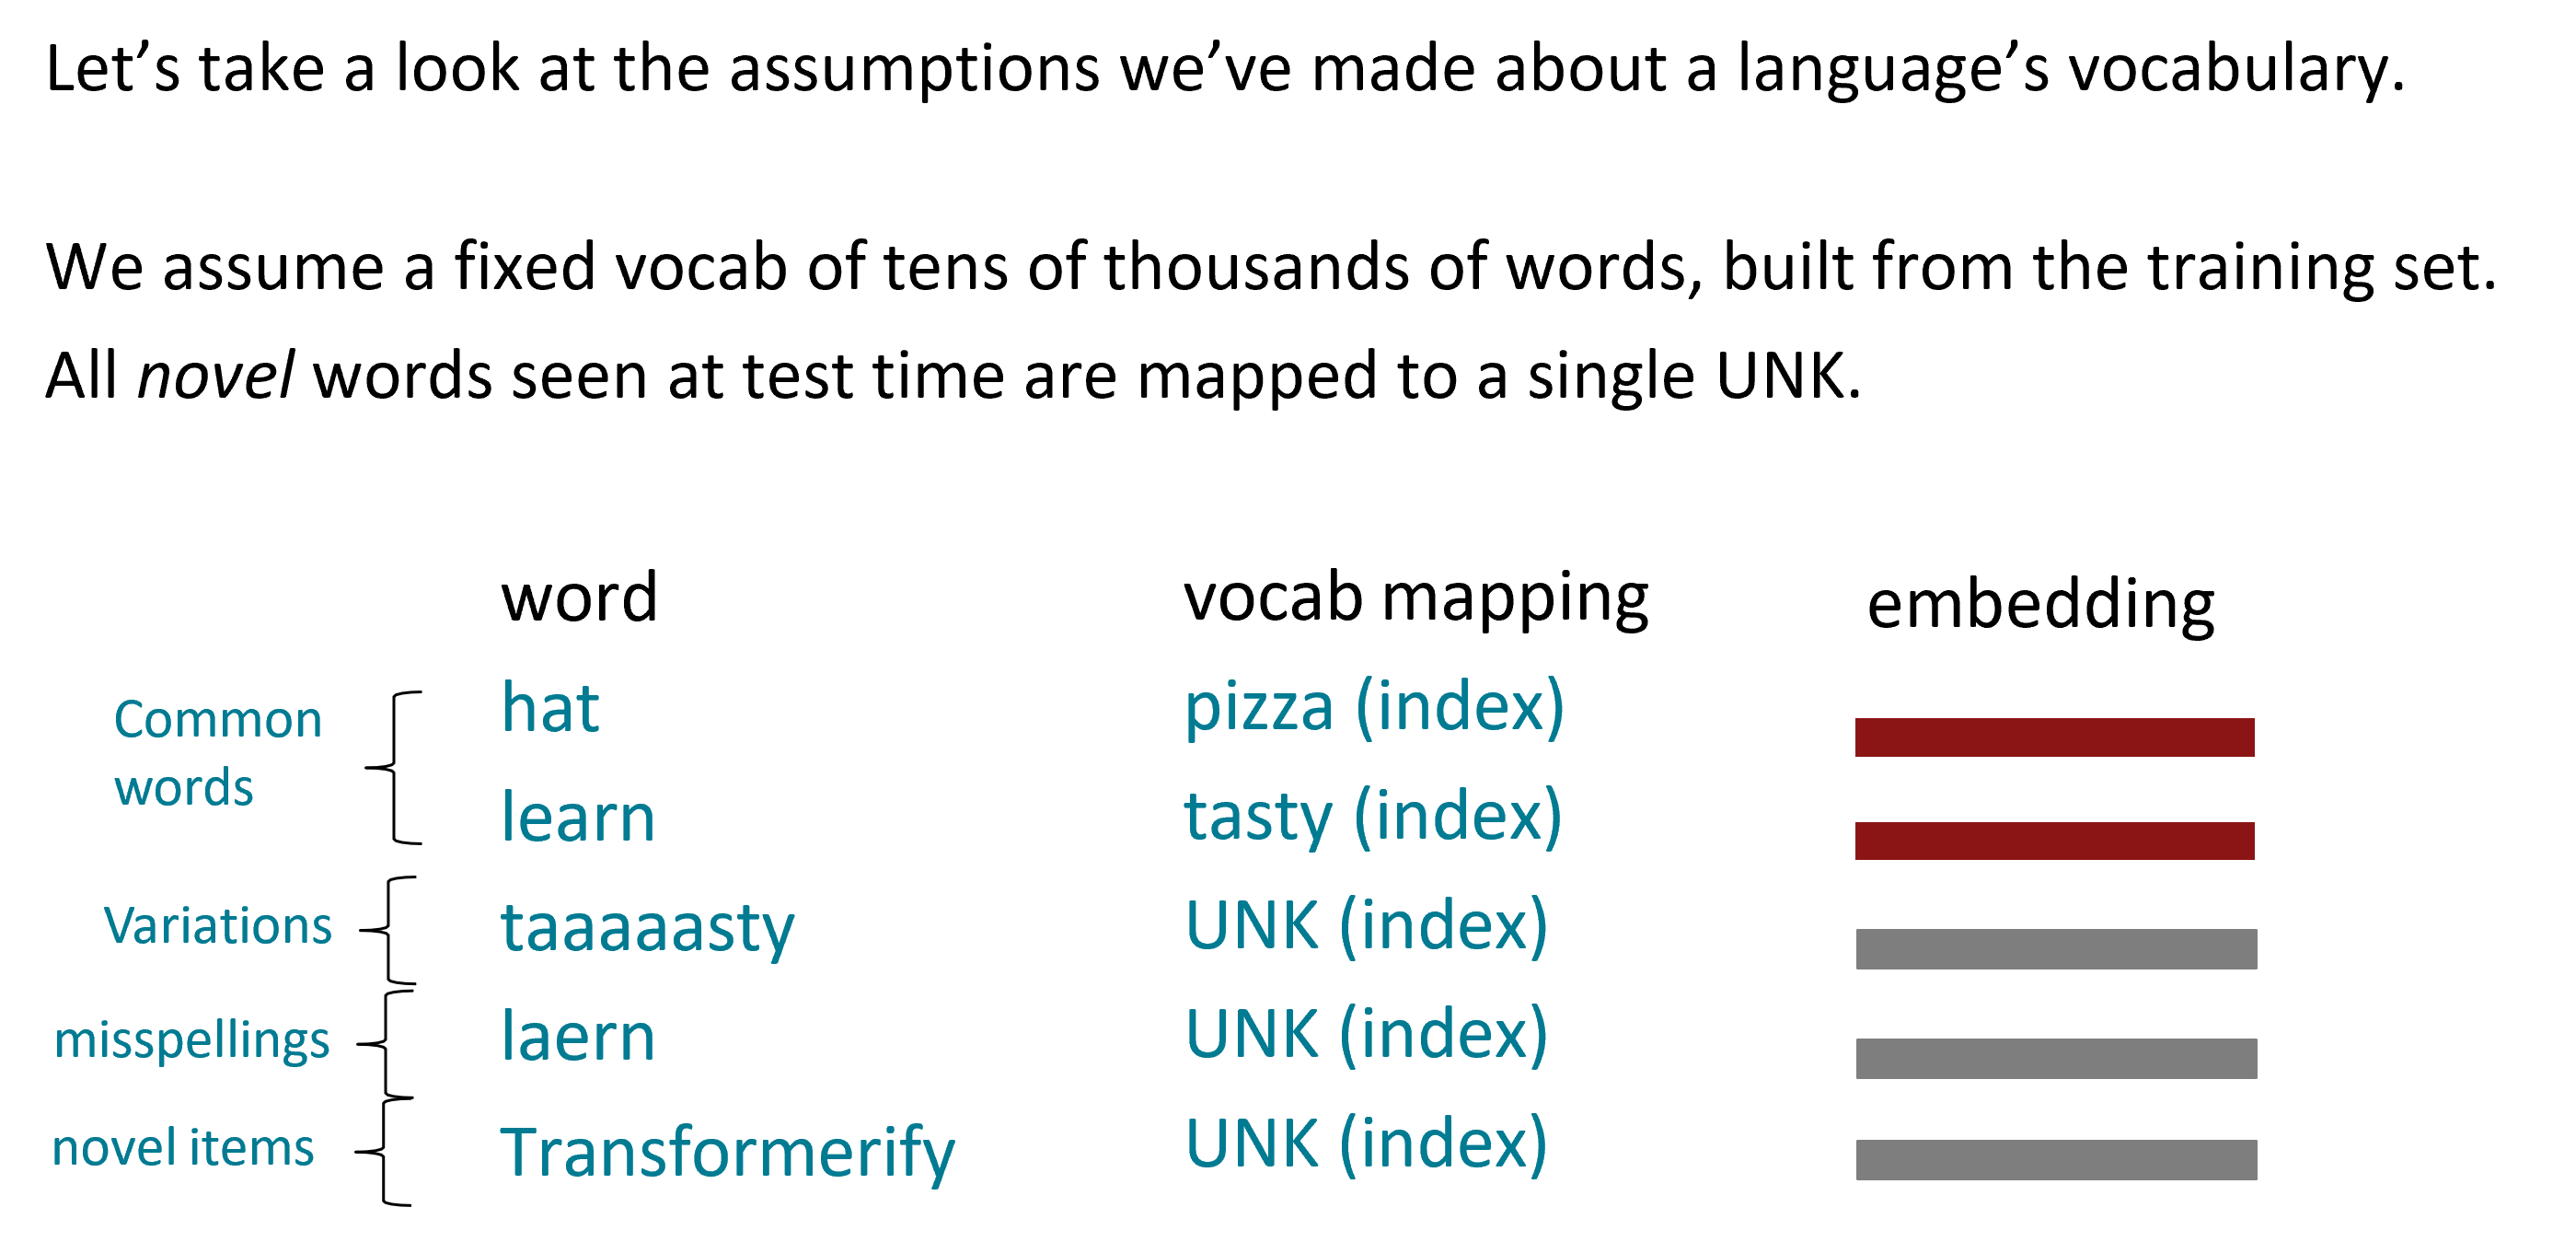 Let’s take a look at the assumptions we’ve made about a language’s vocabulary.
We assume a fixed vocab of tens of thousands of words, built from the training set.
All novel words seen at test time are mapped to a single UNK.
word vocab mapping embedding
Common
words
hat pizza (index)
learn tasty (index)
Variations taaaaasty UNK (index)
misspellings laern UNK (index)
novel items Transformerify UNK (index)